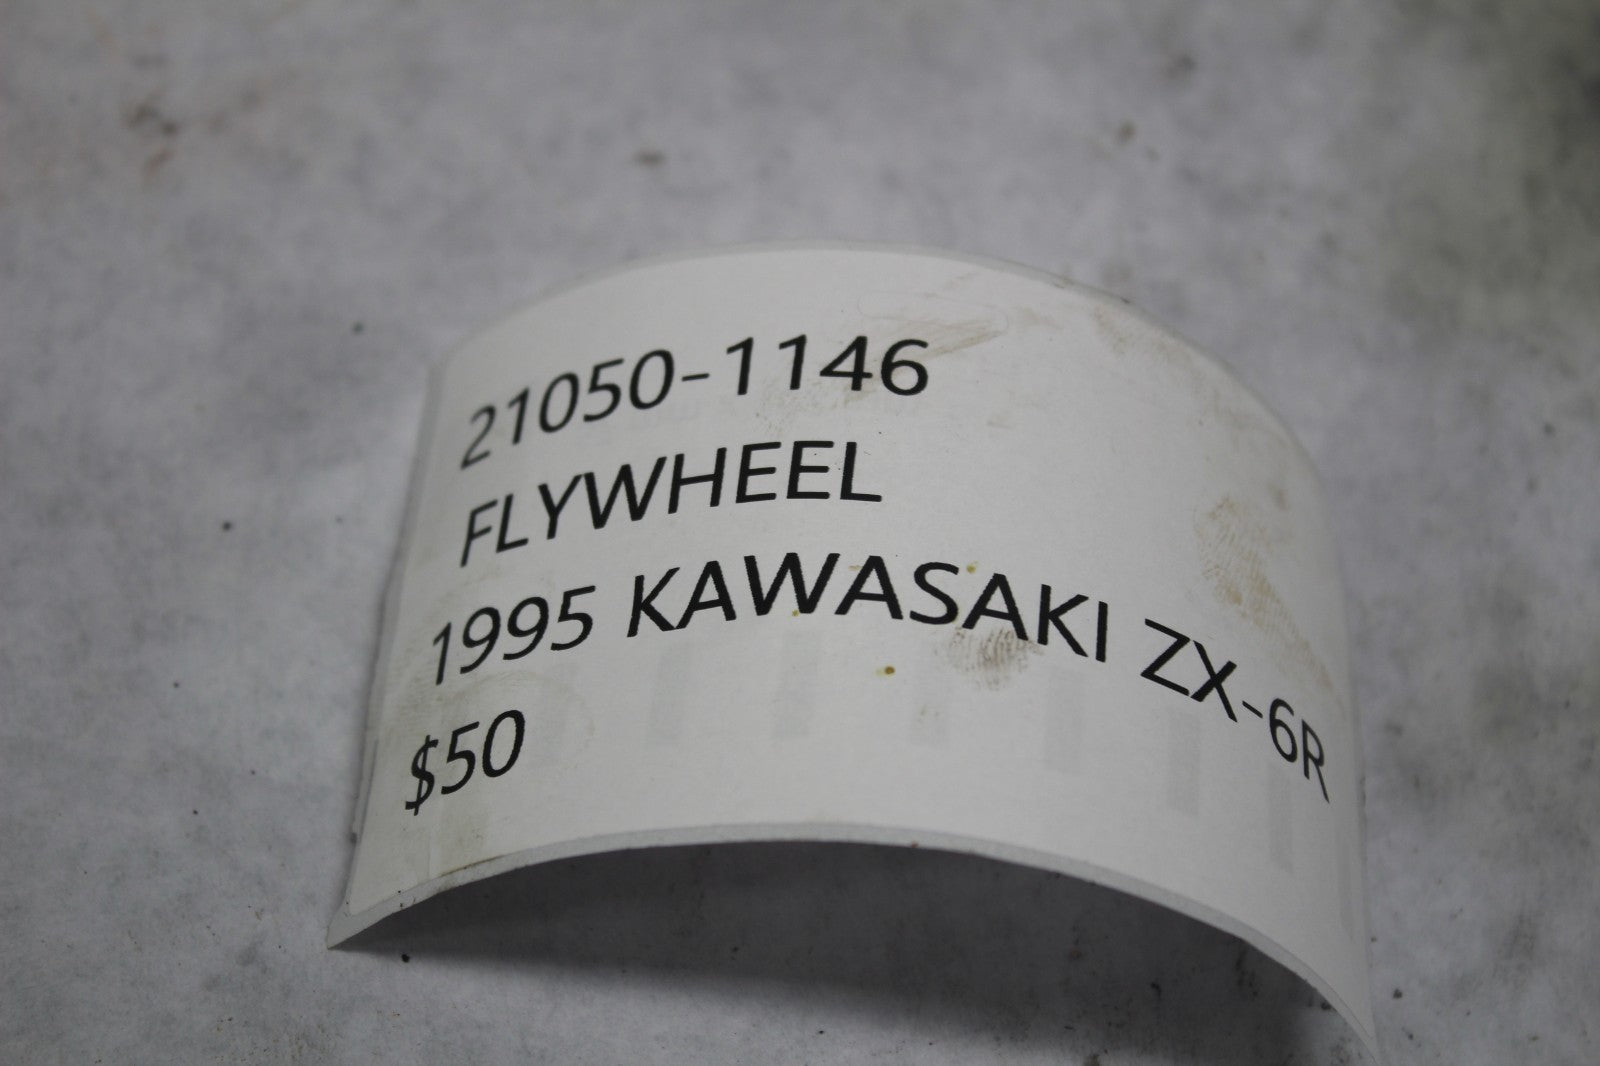 21050-1146
FLYWHEEL
1995 KAWASAKI ZX-6R
$50